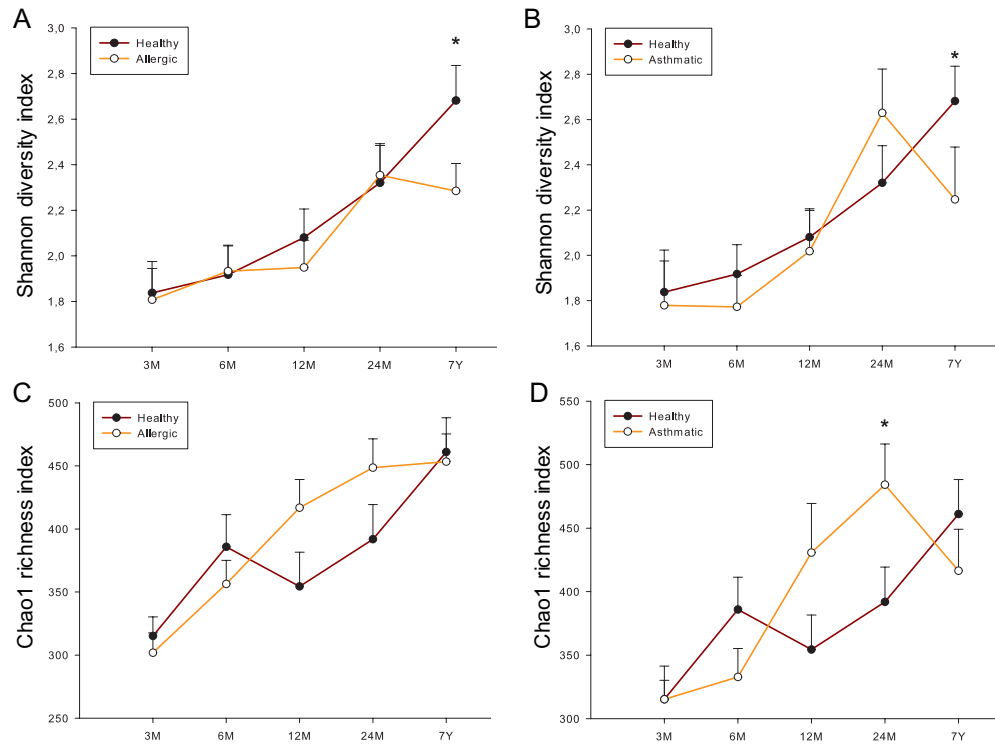 A
Shannon diversity index
3,0
2,8
2,6
2,4
2,2
2,0
1,8
1,6
Healthy
Allergic
*
3M 6M 12M 24M 7Y
B
Shannon diversity index
3,0
2,8
2,6
2,4
2,2
2,0
1,8
1,6
Healthy
Asthmatic
*
3M 6M 12M 24M 7Y
C
Chao1 richness index
500
450
400
350
300
250
Healthy
Allergic
3M 6M 12M 24M 7Y
D
Chao1 richness index
550
500
450
400
350
300
Healthy
Asthmatic
*
3M 6M 12M 24M 7Y